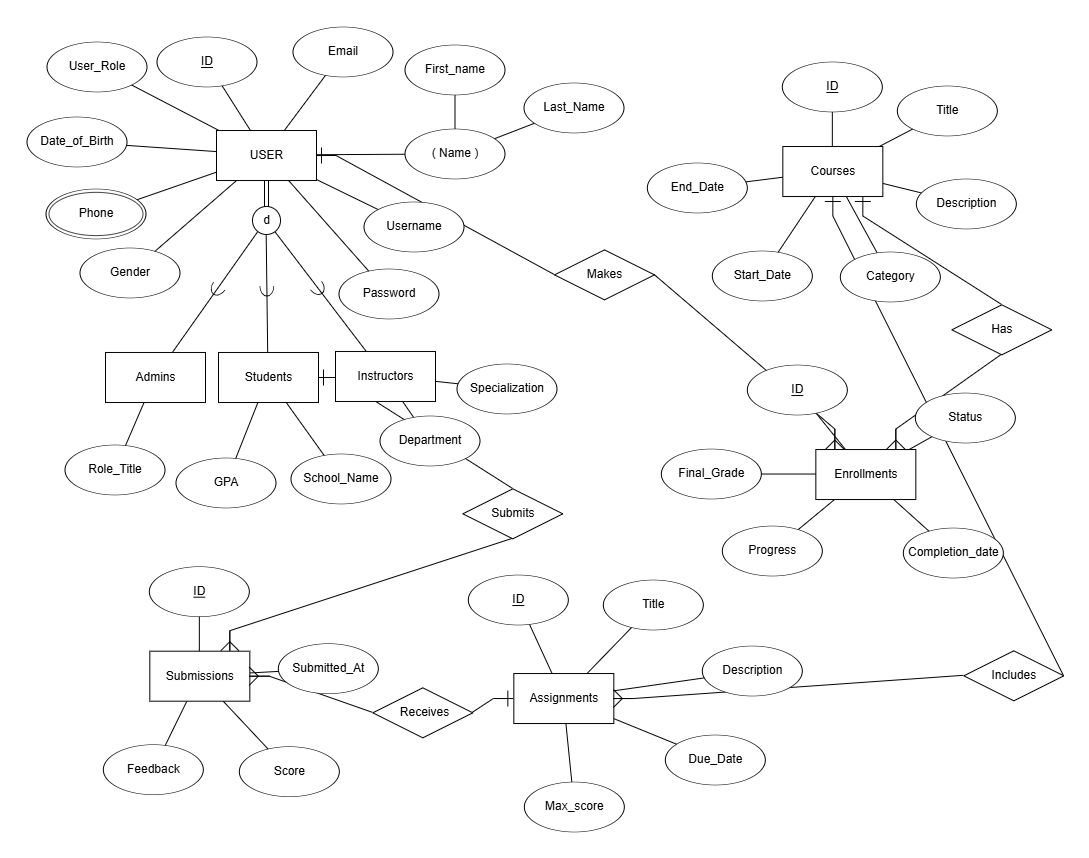 User_Role
ID
Email
First_name
Last_Name
Date_of_Birth
USER
( Name )
Phone
d
Username
Gender
Password
Makes
ID
Title
Courses
End_Date
Description
Start_Date
Category
Has
Admins
Students
Instructors
Specialization
Department
Role_Title
GPA
School_Name
Submits
ID
Status
Final_Grade
Enrollments
Progress
Completion_date
ID
Submissions
Submitted_At
Feedback
Score
Receives
ID
Title
Assignments
Description
Due_Date
Max_score
Includes